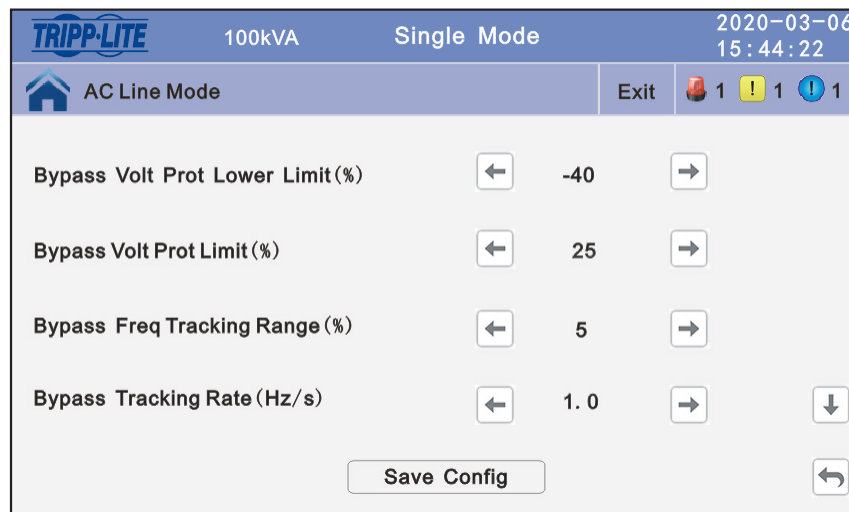 TRIPP·LITE 100kVA Single Mode 2020-03-06
15:44:22
AC Line Mode Exit 1 ! 1 ! 1
Bypass Volt Prot Lower Limit(%) -40
Bypass Volt Prot Limit(%) 25
Bypass Freq Tracking Range(%) 5
Bypass Tracking Rate(Hz/s) 1.0
Save Config